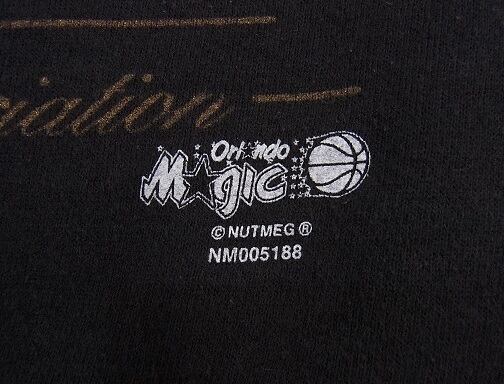 ciation
Orlando
Magic
© NUTMEG ®
NM005188